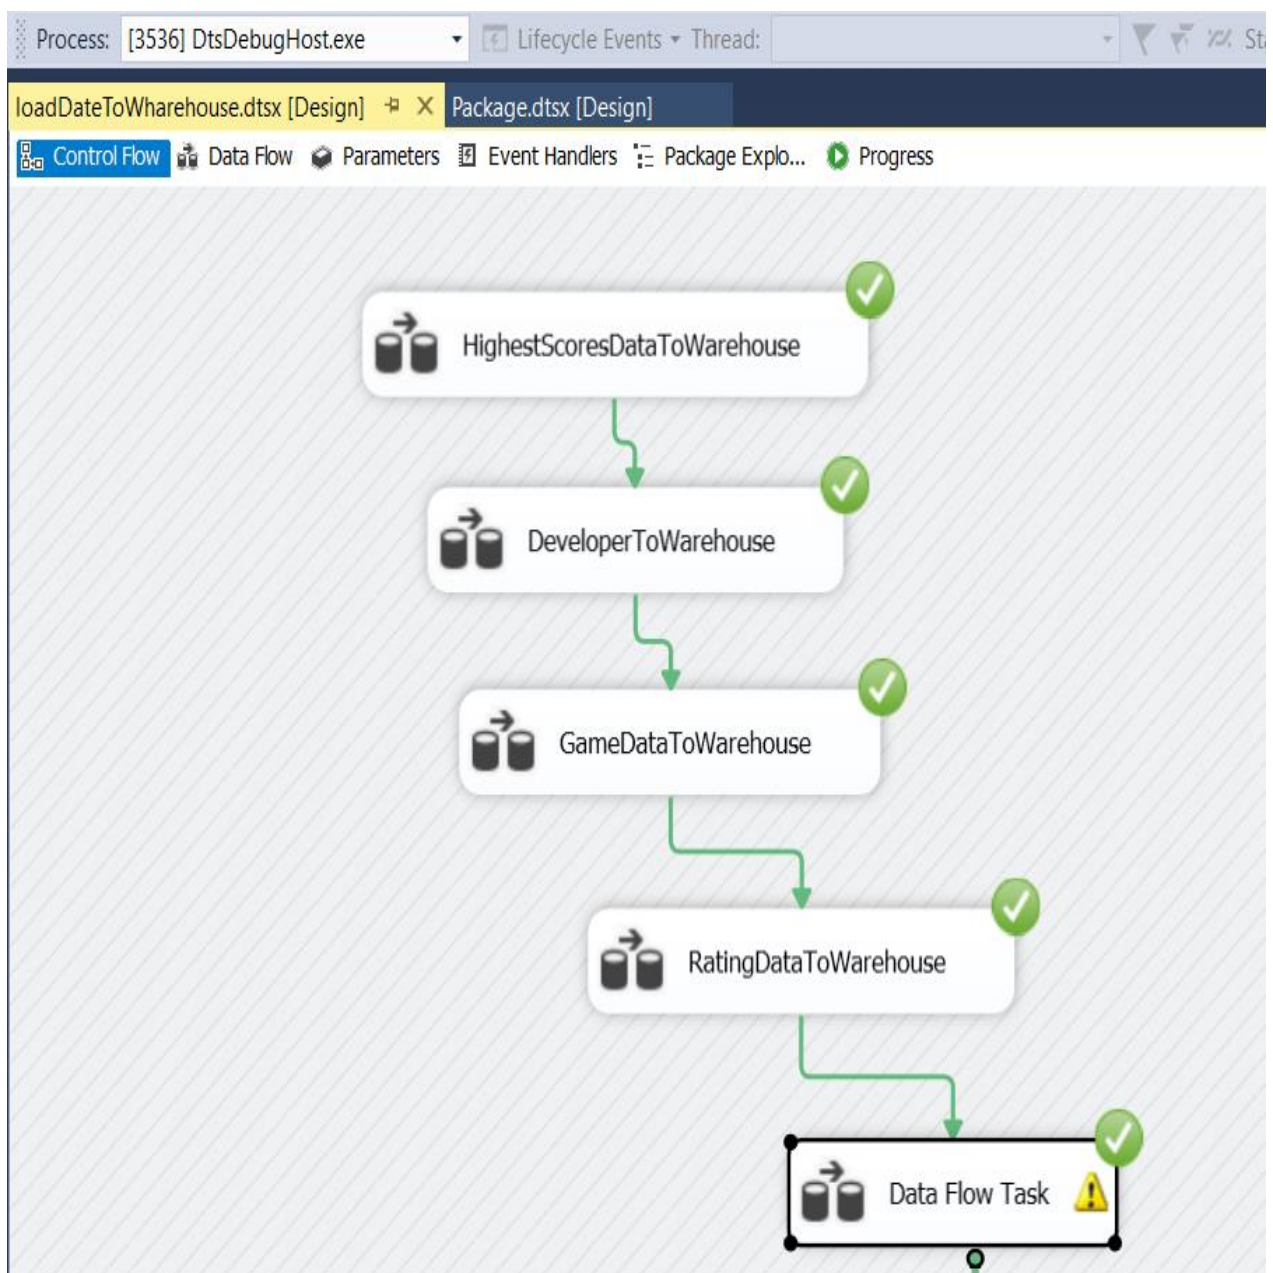 Process: [3536] DtsDebugHost.exe Lifecycle Events Thread:
loadDateToWharehouse.dtsx [Design] Package.dtsx [Design]
Control Flow Data Flow Parameters Event Handlers Package Explo... Progress
HighestScoresDataToWarehouse
DeveloperToWarehouse
GameDataToWarehouse
RatingDataToWarehouse
Data Flow Task